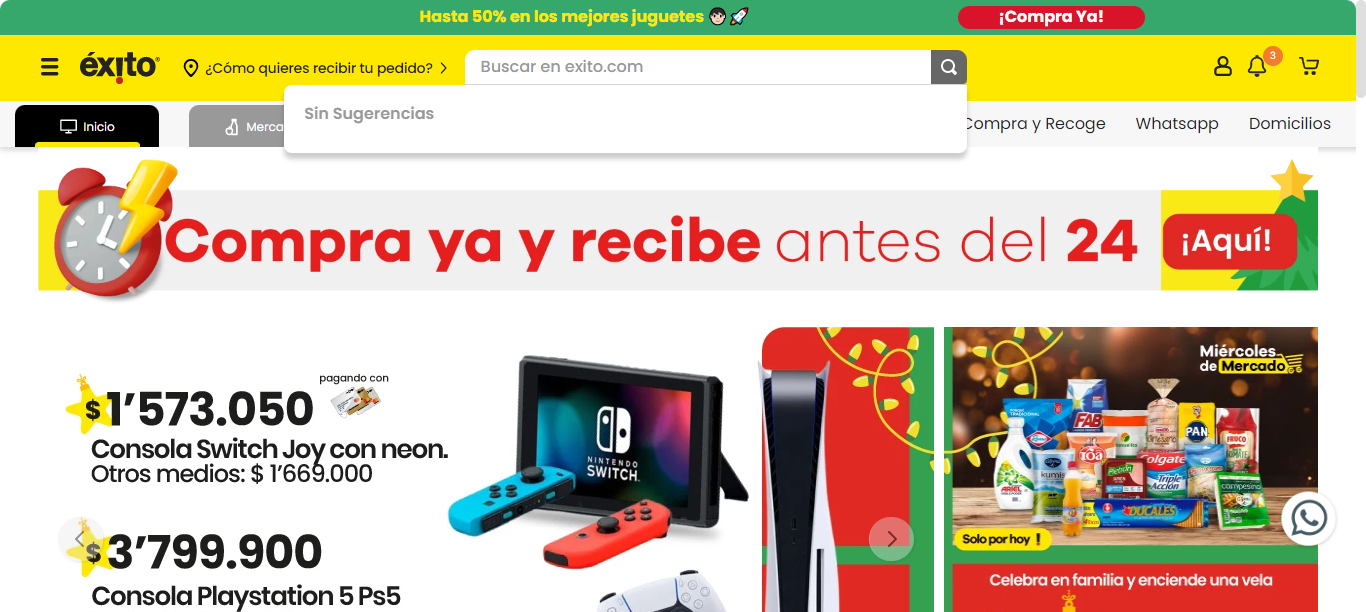 Hasta 50% en los mejores juguetes
¡Compra Ya!
éxito
¿Cómo quieres recibir tu pedido?
Buscar en exito.com
3
Sin Sugerencias
Inicio
Merca
Compra y Recoge
Whatsapp
Domicilios
Compra ya y recibe antes del 24
¡Aquí!
pagando con
$1’573.050
Consola Switch Joy con neon.
Otros medios: $ 1’669.000
$3’799.900
Consola Playstation 5 Ps5
NINTENDO
SWITCH
Miércoles
de Mercado
FAB
PAN
Colgate
Triple
Acción
kumis
ARIEL
DUCALES
campesino
Solo por hoy !
Celebra en familia y enciende una vela